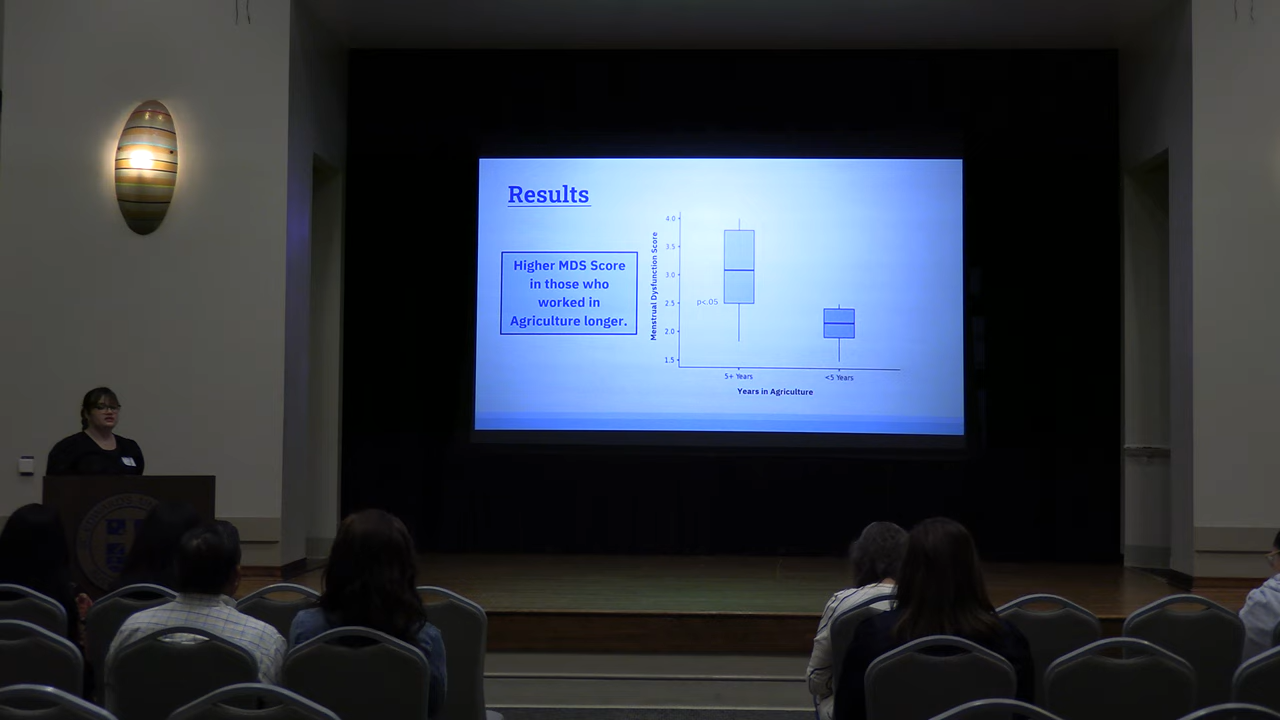 Results
Higher MDS Score
in those who
worked in
Agriculture longer.
Menstrual Dysfunction Score
4.0
3.5
3.0
2.5
2.0
1.5
p<.05
5+ Years
<5 Years
Years in Agriculture